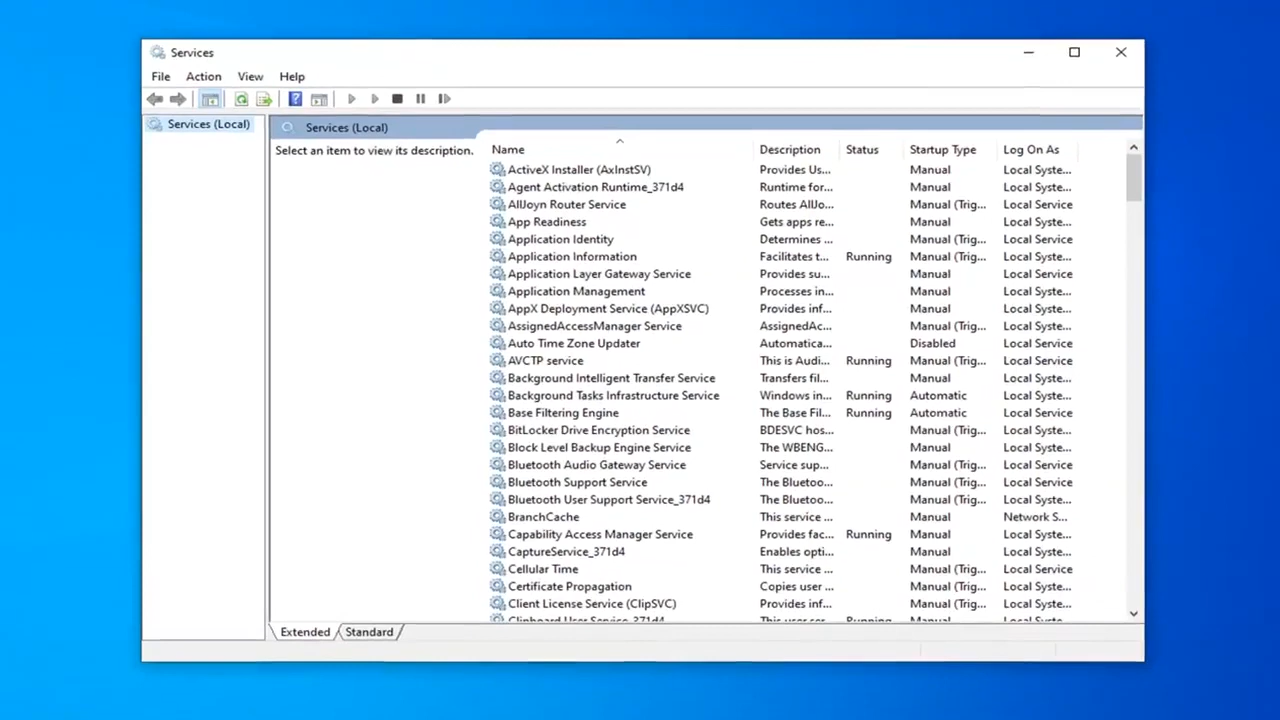 Services
File Action View Help
Services (Local)
Services (Local)
Select an item to view its description.
Name Description Status Startup Type Log On As
ActiveX Installer (AxInstSV) Provides Us... Manual Local Syste...
Agent Activation Runtime_371d4 Runtime for... Manual Local Syste...
AllJoyn Router Service Routes AllJo... Manual (Trig... Local Service
App Readiness Gets apps re... Manual Local Syste...
Application Identity Determines ... Manual (Trig... Local Service
Application Information Facilitates t... Running Manual (Trig... Local Syste...
Application Layer Gateway Service Provides su... Manual Local Service
Application Management Processes in... Manual Local Syste...
AppX Deployment Service (AppXSVC) Provides inf... Manual Local Syste...
AssignedAccessManager Service AssignedAc... Manual (Trig... Local Syste...
Auto Time Zone Updater Automatica... Disabled Local Service
AVCTP service This is Audi... Running Manual (Trig... Local Service
Background Intelligent Transfer Service Transfers fil... Manual Local Syste...
Background Tasks Infrastructure Service Windows in... Running Automatic Local Syste...
Base Filtering Engine The Base Fil... Running Automatic Local Service
BitLocker Drive Encryption Service BDESVC hos... Manual (Trig... Local Syste...
Block Level Backup Engine Service The WBENG... Manual Local Syste...
Bluetooth Audio Gateway Service Service sup... Manual (Trig... Local Service
Bluetooth Support Service The Bluetoo... Manual (Trig... Local Service
Bluetooth User Support Service_371d4 The Bluetoo... Manual (Trig... Local Syste...
BranchCache This service ... Manual Network S...
Capability Access Manager Service Provides fac... Running Manual Local Syste...
CaptureService_371d4 Enables opti... Manual Local Syste...
Cellular Time This service ... Manual (Trig... Local Service
Certificate Propagation Copies user ... Manual (Trig... Local Syste...
Client License Service (ClipSVC) Provides inf... Manual (Trig... Local Syste...
Clipboard User Service_371d4 This user ser... Running Manual Local Syste...
Extended Standard